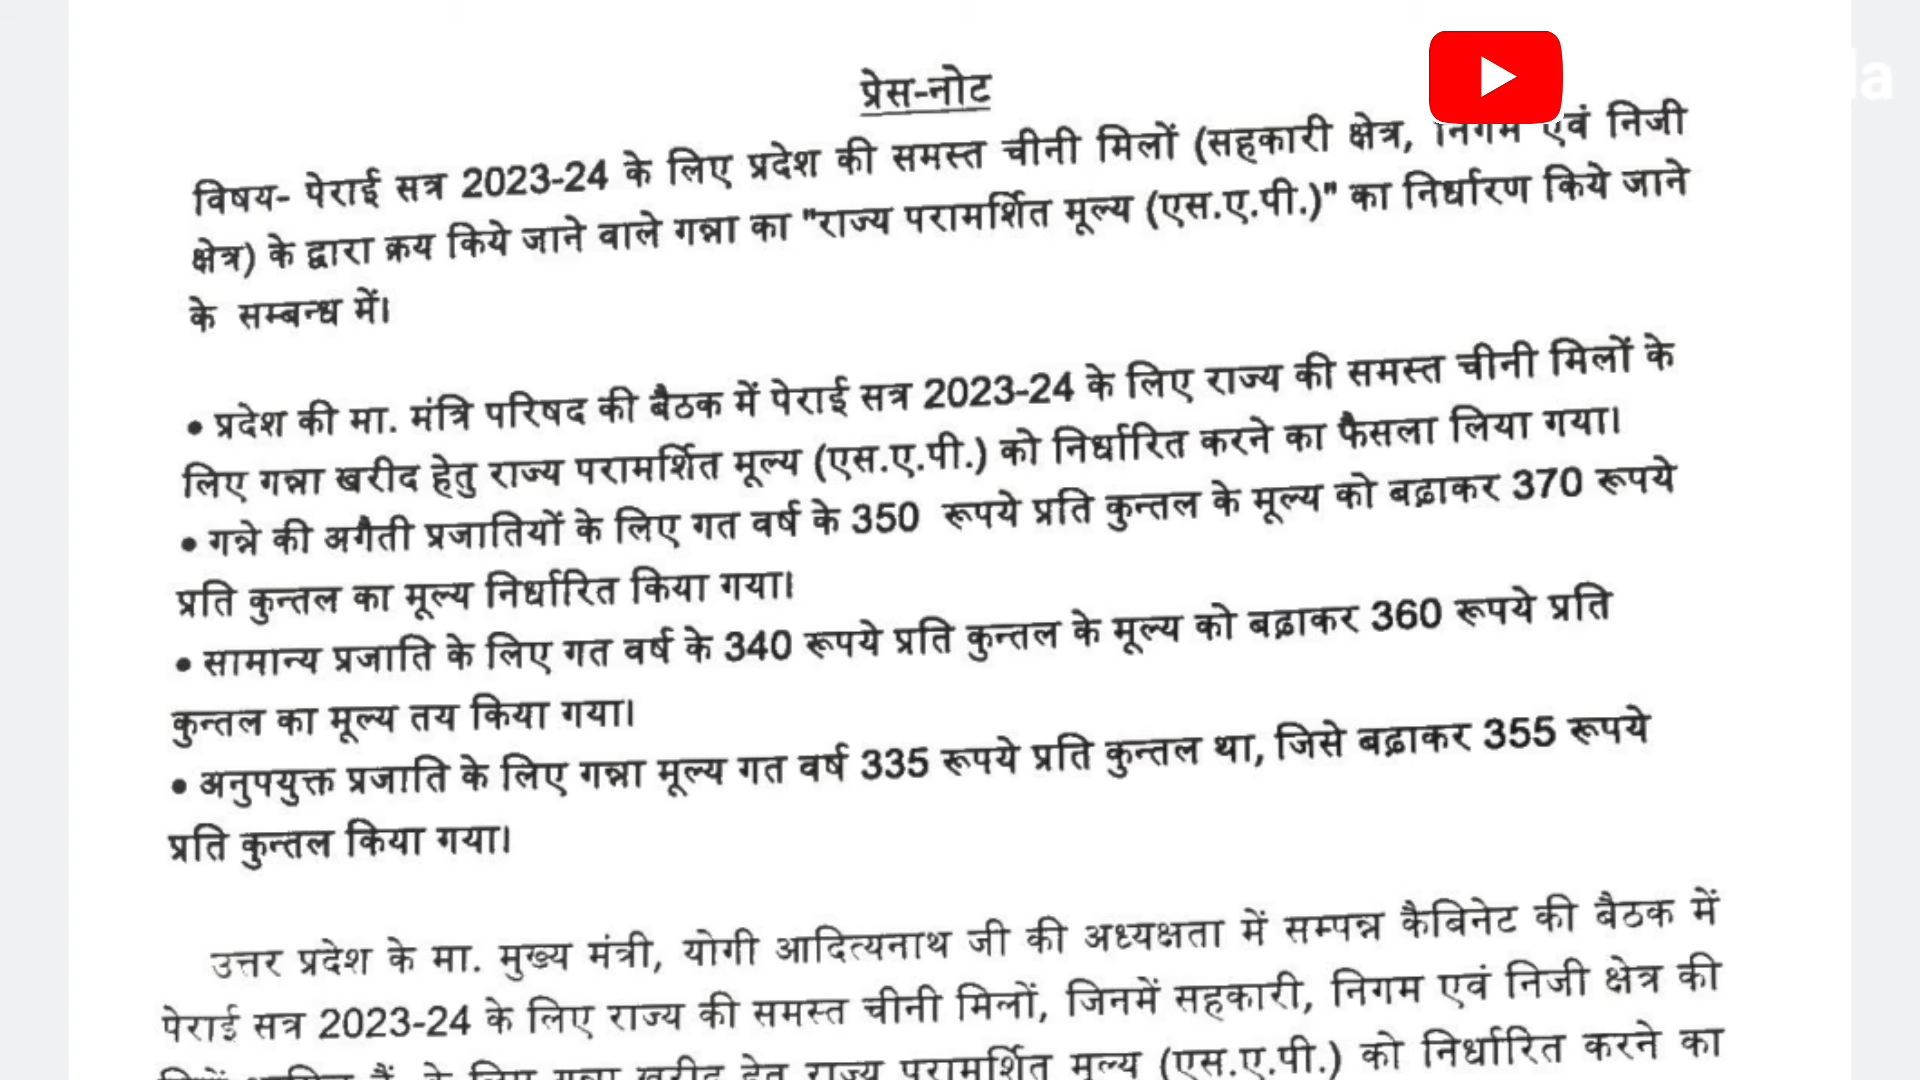 la
प्रेस-नोट
विषय- पेराई सत्र 2023-24 के लिए प्रदेश की समस्त चीनी मिलों (सहकारी क्षेत्र, निगम एवं निजी
क्षेत्र) के द्वारा क्रय किये जाने वाले गन्ना का "राज्य परामर्शित मूल्य (एस.ए.पी.)" का निर्धारण किये जाने
के सम्बन्ध में।
• प्रदेश की मा. मंत्रि परिषद की बैठक में पेराई सत्र 2023-24 के लिए राज्य की समस्त चीनी मिलों के
लिए गन्ना खरीद हेतु राज्य परामर्शित मूल्य (एस.ए.पी.) को निर्धारित करने का फैसला लिया गया।
• गन्ने की अगैती प्रजातियों के लिए गत वर्ष के 350 रूपये प्रति कुन्तल के मूल्य को बढ़ाकर 370 रूपये
प्रति कुन्तल का मूल्य निर्धारित किया गया।
• सामान्य प्रजाति के लिए गत वर्ष के 340 रूपये प्रति कुन्तल के मूल्य को बढ़ाकर 360 रूपये प्रति
कुन्तल का मूल्य तय किया गया।
• अनुपयुक्त प्रजाति के लिए गन्ना मूल्य गत वर्ष 335 रूपये प्रति कुन्तल था, जिसे बढ़ाकर 355 रूपये
प्रति कुन्तल किया गया।
उत्तर प्रदेश के मा. मुख्य मंत्री, योगी आदित्यनाथ जी की अध्यक्षता में सम्पन्न कैबिनेट की बैठक में
पेराई सत्र 2023-24 के लिए राज्य की समस्त चीनी मिलों, जिनमें सहकारी, निगम एवं निजी क्षेत्र की
के लिए गन्ना खरीद हेतु राज्य परामर्शित मूल्य (एस.ए.पी.) को निर्धारित करने का